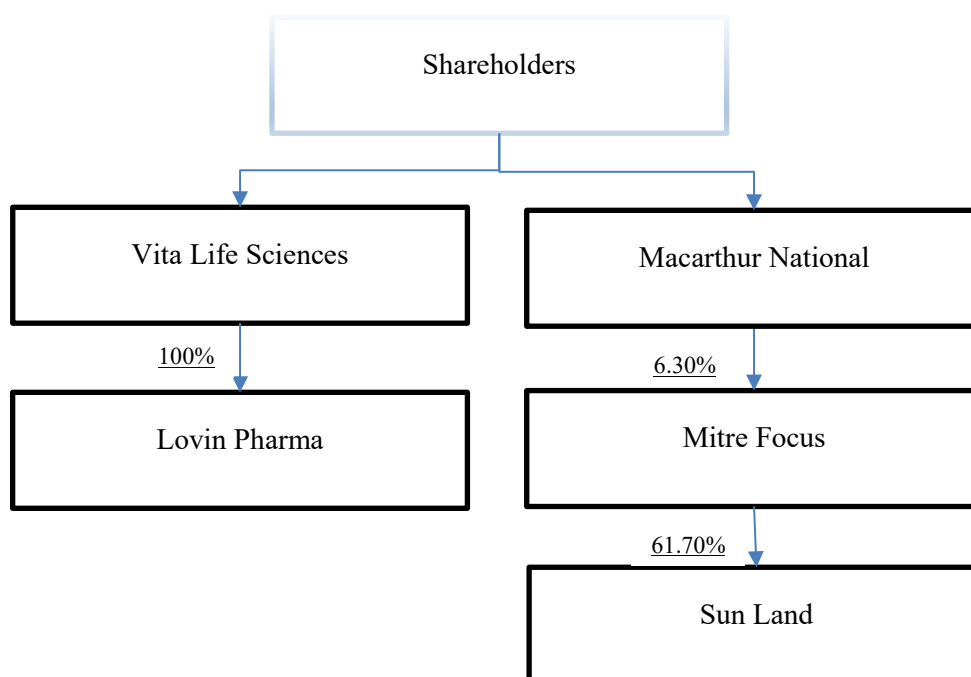 Shareholders
Vita Life Sciences
Macarthur National
100%
6.30%
Lovin Pharma
Mitre Focus
61.70%
Sun Land